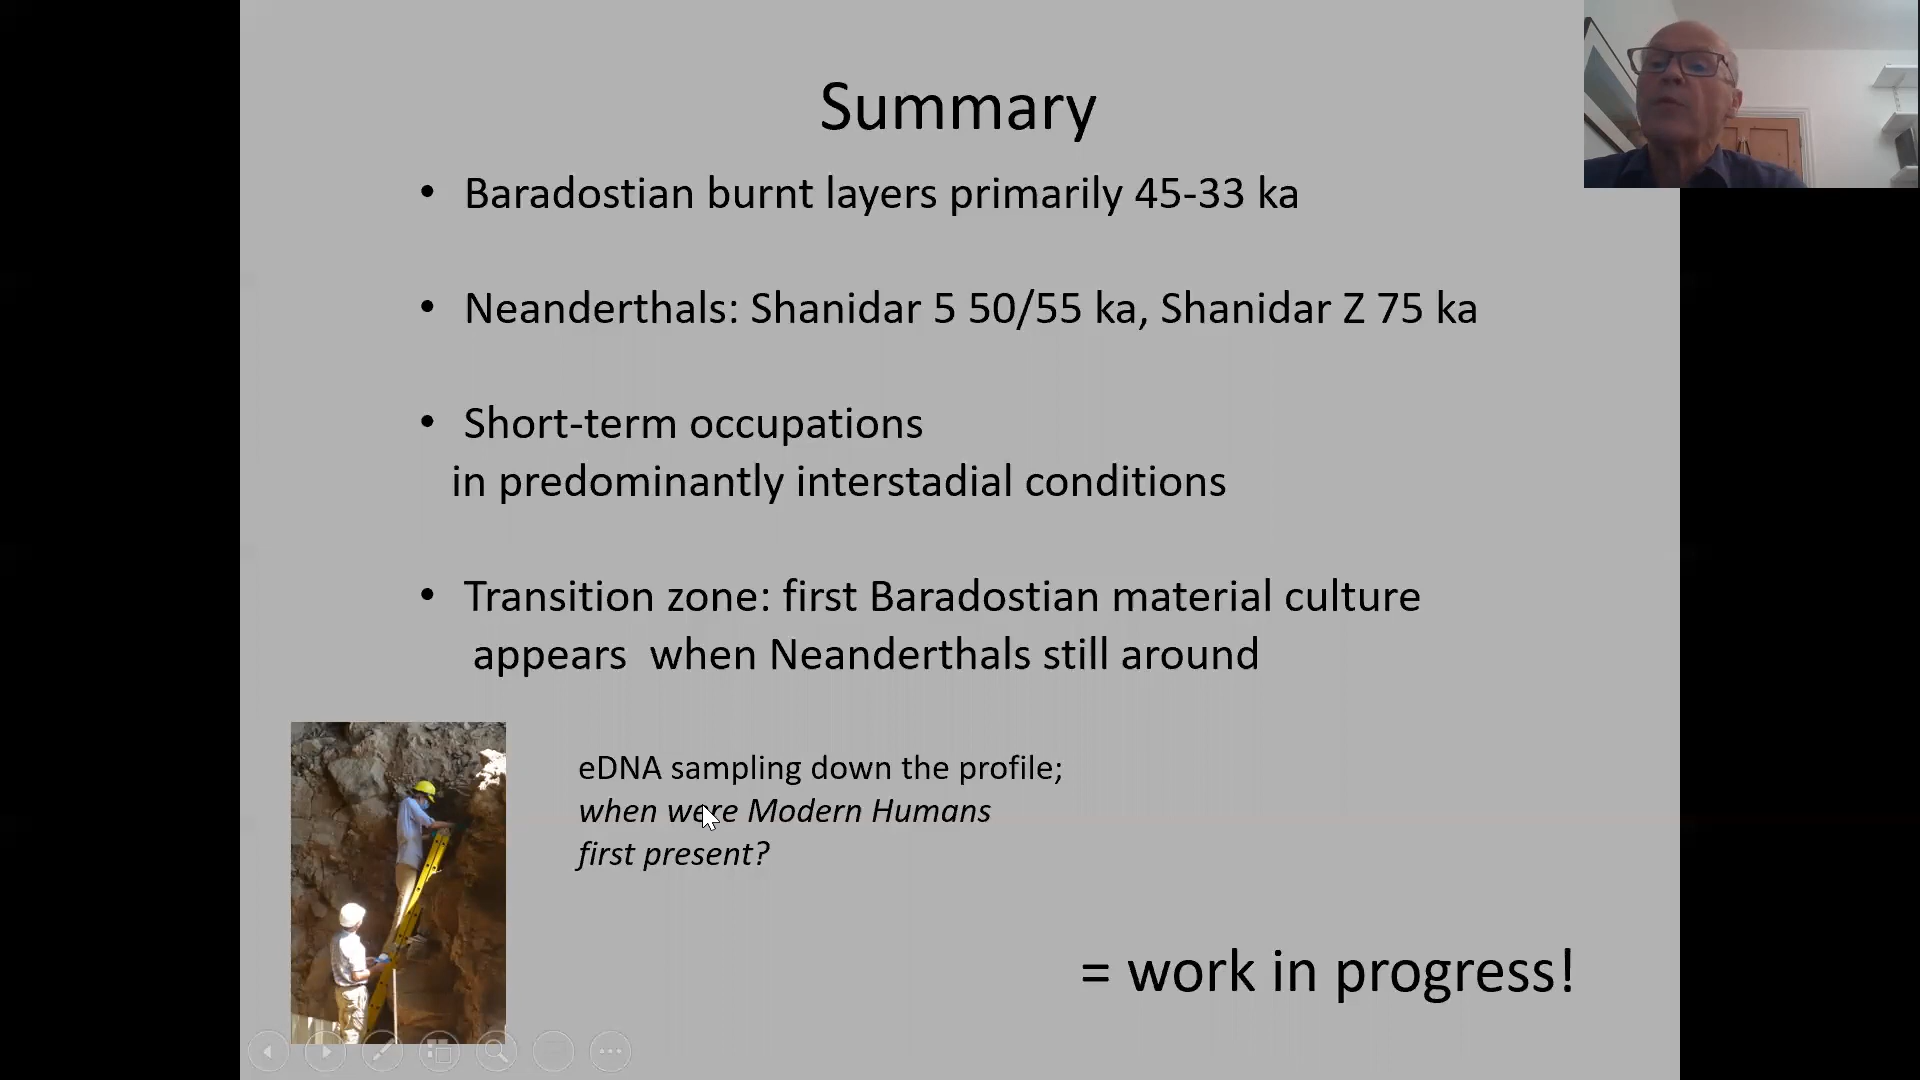 Summary
• Baradostian burnt layers primarily 45-33 ka
• Neanderthals: Shanidar 5 50/55 ka, Shanidar Z 75 ka
• Short-term occupations
in predominantly interstadial conditions
• Transition zone: first Baradostian material culture
appears when Neanderthals still around
eDNA sampling down the profile;
when were Modern Humans
first present?
= work in progress!